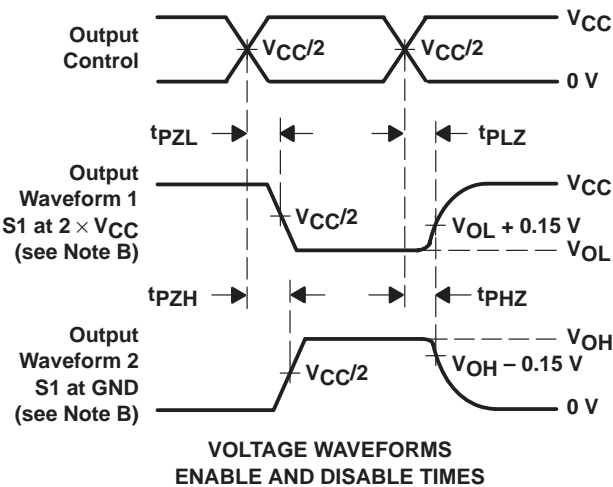 Output
Control
VCC
VCC/2
VCC/2
0 V
tPZL
tPLZ
Output
Waveform 1
S1 at 2 × VCC
(see Note B)
VCC
VCC/2
VOL + 0.15 V
VOL
tPZH
tPHZ
Output
Waveform 2
S1 at GND
(see Note B)
VOH
VCC/2
VOH – 0.15 V
0 V
VOLTAGE WAVEFORMS
ENABLE AND DISABLE TIMES